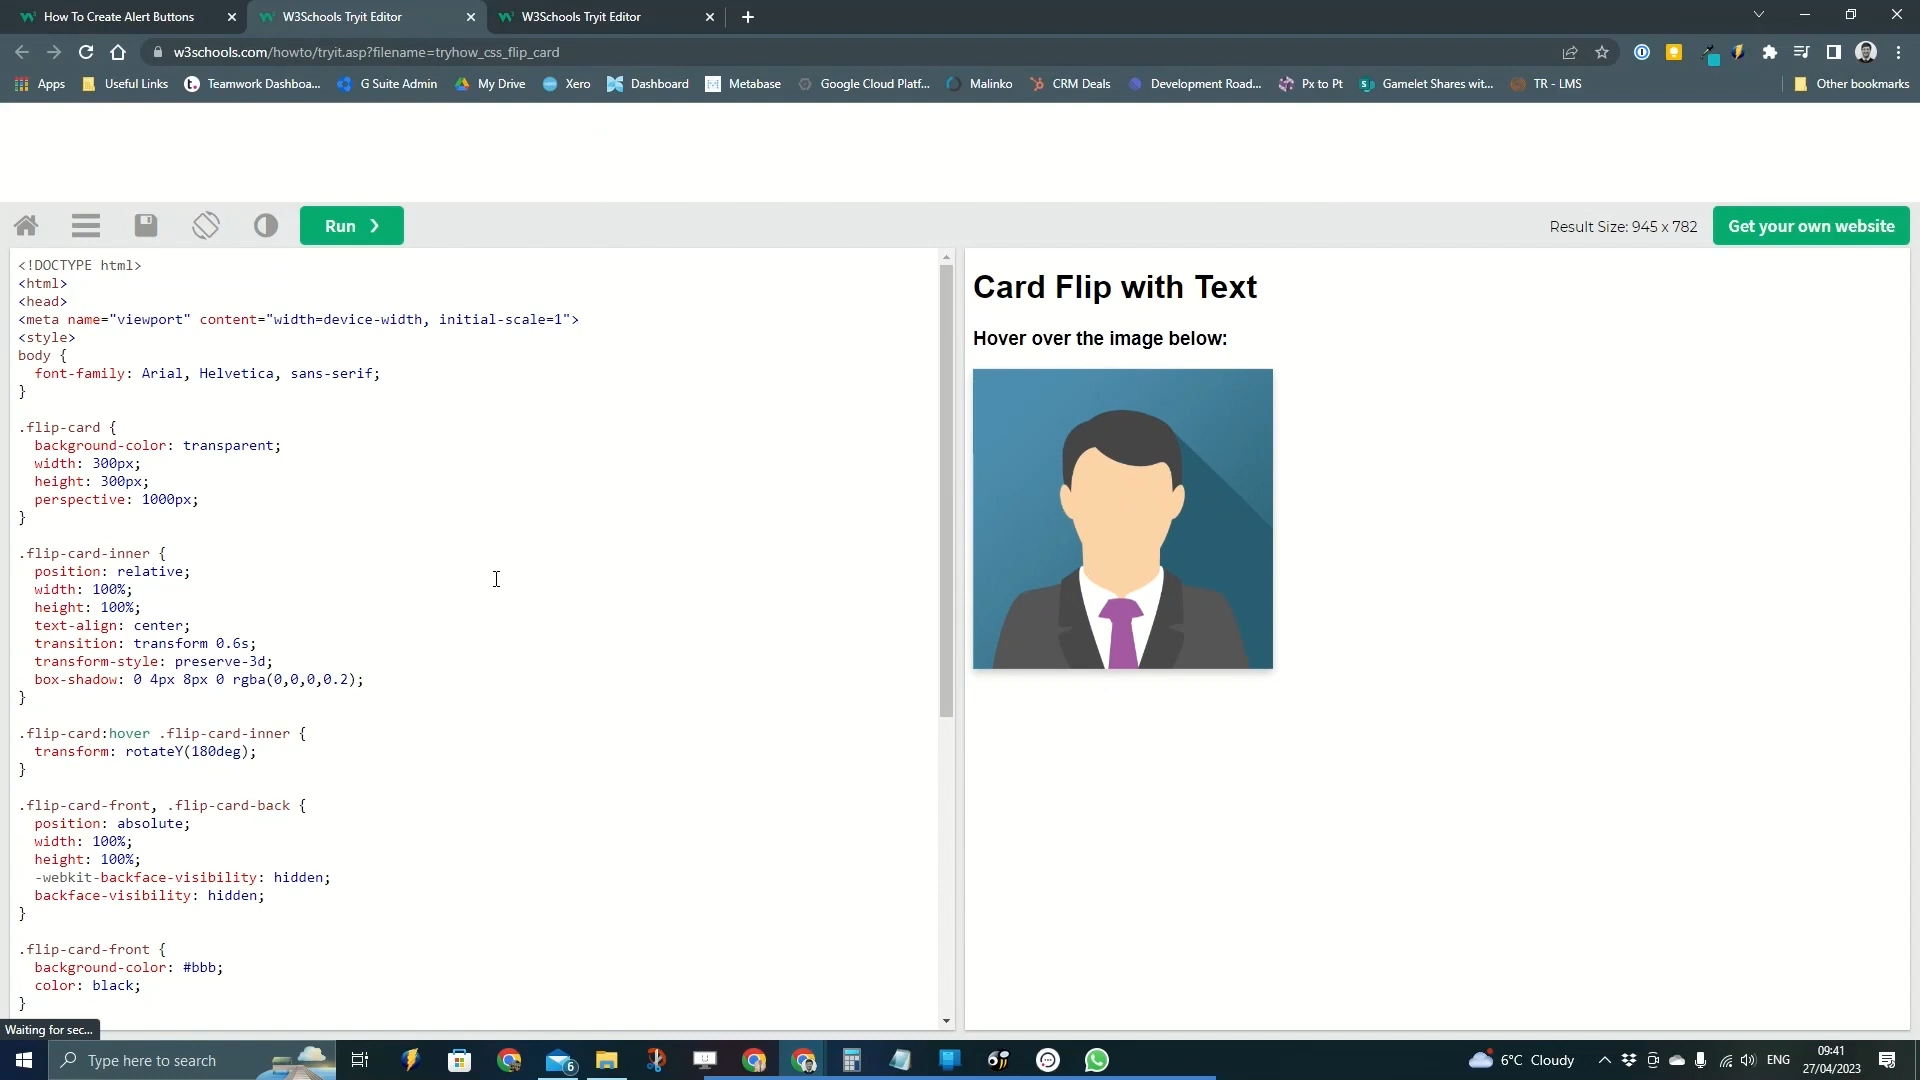 How To Create Alert Buttons
W3Schools Tryit Editor
W3Schools Tryit Editor
w3schools.com/howto/tryit.asp?filename=tryhow_css_flip_card
Apps
Useful Links
Teamwork Dashboa...
G Suite Admin
My Drive
Xero
Dashboard
Metabase
Google Cloud Platf...
Malinko
CRM Deals
Development Road...
Px to Pt
Gamelet Shares wit...
TR - LMS
Other bookmarks
Run ❯
Result Size: 945 x 782
Get your own website
<!DOCTYPE html>
<html>
<head>
<meta name="viewport" content="width=device-width, initial-scale=1">
<style>
body {
  font-family: Arial, Helvetica, sans-serif;
}
.flip-card {
  background-color: transparent;
  width: 300px;
  height: 300px;
  perspective: 1000px;
}
.flip-card-inner {
  position: relative;
  width: 100%;
  height: 100%;
  text-align: center;
  transition: transform 0.6s;
  transform-style: preserve-3d;
  box-shadow: 0 4px 8px 0 rgba(0,0,0,0.2);
}
.flip-card:hover .flip-card-inner {
  transform: rotateY(180deg);
}
.flip-card-front, .flip-card-back {
  position: absolute;
  width: 100%;
  height: 100%;
  -webkit-backface-visibility: hidden;
  backface-visibility: hidden;
}
.flip-card-front {
  background-color: #bbb;
  color: black;
}
Card Flip with Text
Hover over the image below:
Waiting for sec...
Type here to search
6
6°C Cloudy
ENG
09:41
27/04/2023